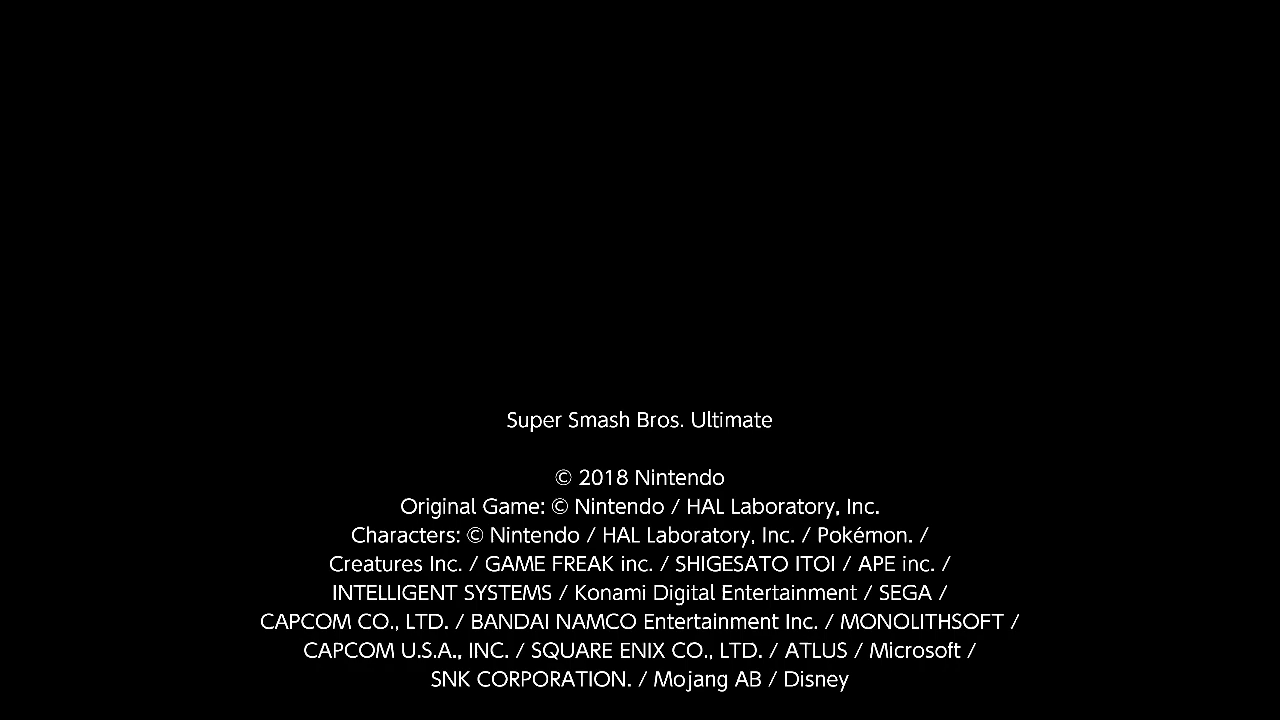 Super Smash Bros. Ultimate
© 2018 Nintendo
Original Game: © Nintendo / HAL Laboratory, Inc.
Characters: © Nintendo / HAL Laboratory, Inc. / Pokémon. /
Creatures Inc. / GAME FREAK inc. / SHIGESATO ITOI / APE inc. /
INTELLIGENT SYSTEMS / Konami Digital Entertainment / SEGA /
CAPCOM CO., LTD. / BANDAI NAMCO Entertainment Inc. / MONOLITHSOFT /
CAPCOM U.S.A., INC. / SQUARE ENIX CO., LTD. / ATLUS / Microsoft /
SNK CORPORATION. / Mojang AB / Disney